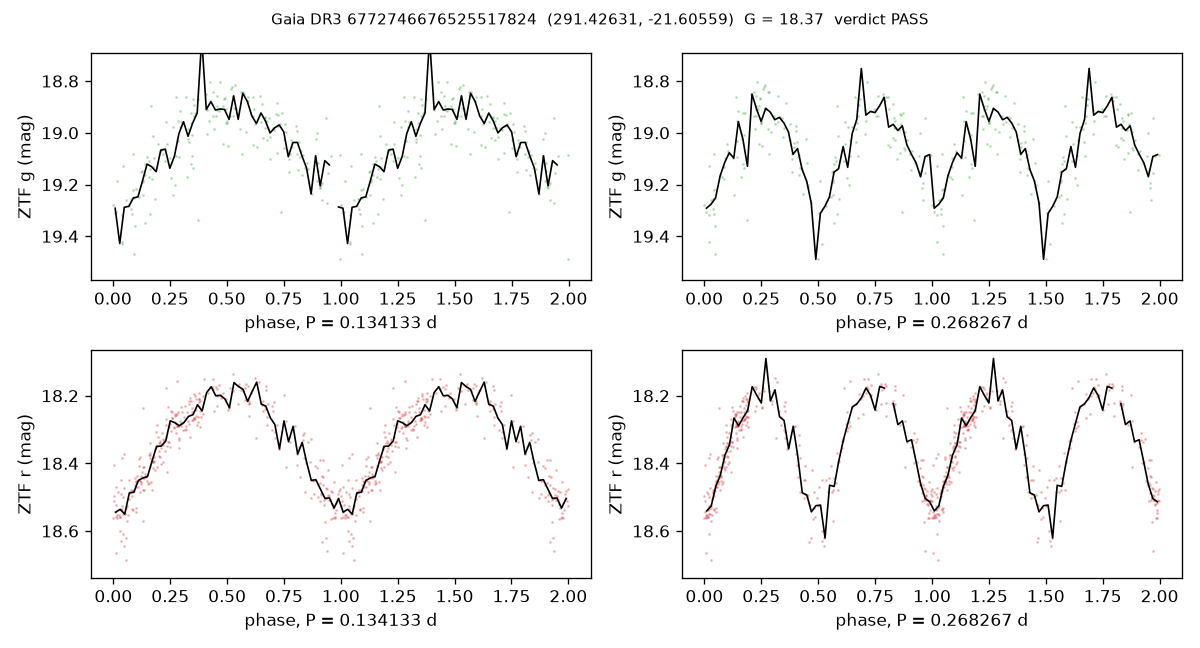 Gaia DR3 6772746676525517824  (291.42631, -21.60559)  G = 18.37  verdict PASS
ZTF g (mag)
18.8
19.0
19.2
19.4
0.00 0.25 0.50 0.75 1.00 1.25 1.50 1.75 2.00
phase, P = 0.134133 d
ZTF g (mag)
18.8
19.0
19.2
19.4
0.00 0.25 0.50 0.75 1.00 1.25 1.50 1.75 2.00
phase, P = 0.268267 d
ZTF r (mag)
18.2
18.4
18.6
0.00 0.25 0.50 0.75 1.00 1.25 1.50 1.75 2.00
phase, P = 0.134133 d
ZTF r (mag)
18.2
18.4
18.6
0.00 0.25 0.50 0.75 1.00 1.25 1.50 1.75 2.00
phase, P = 0.268267 d